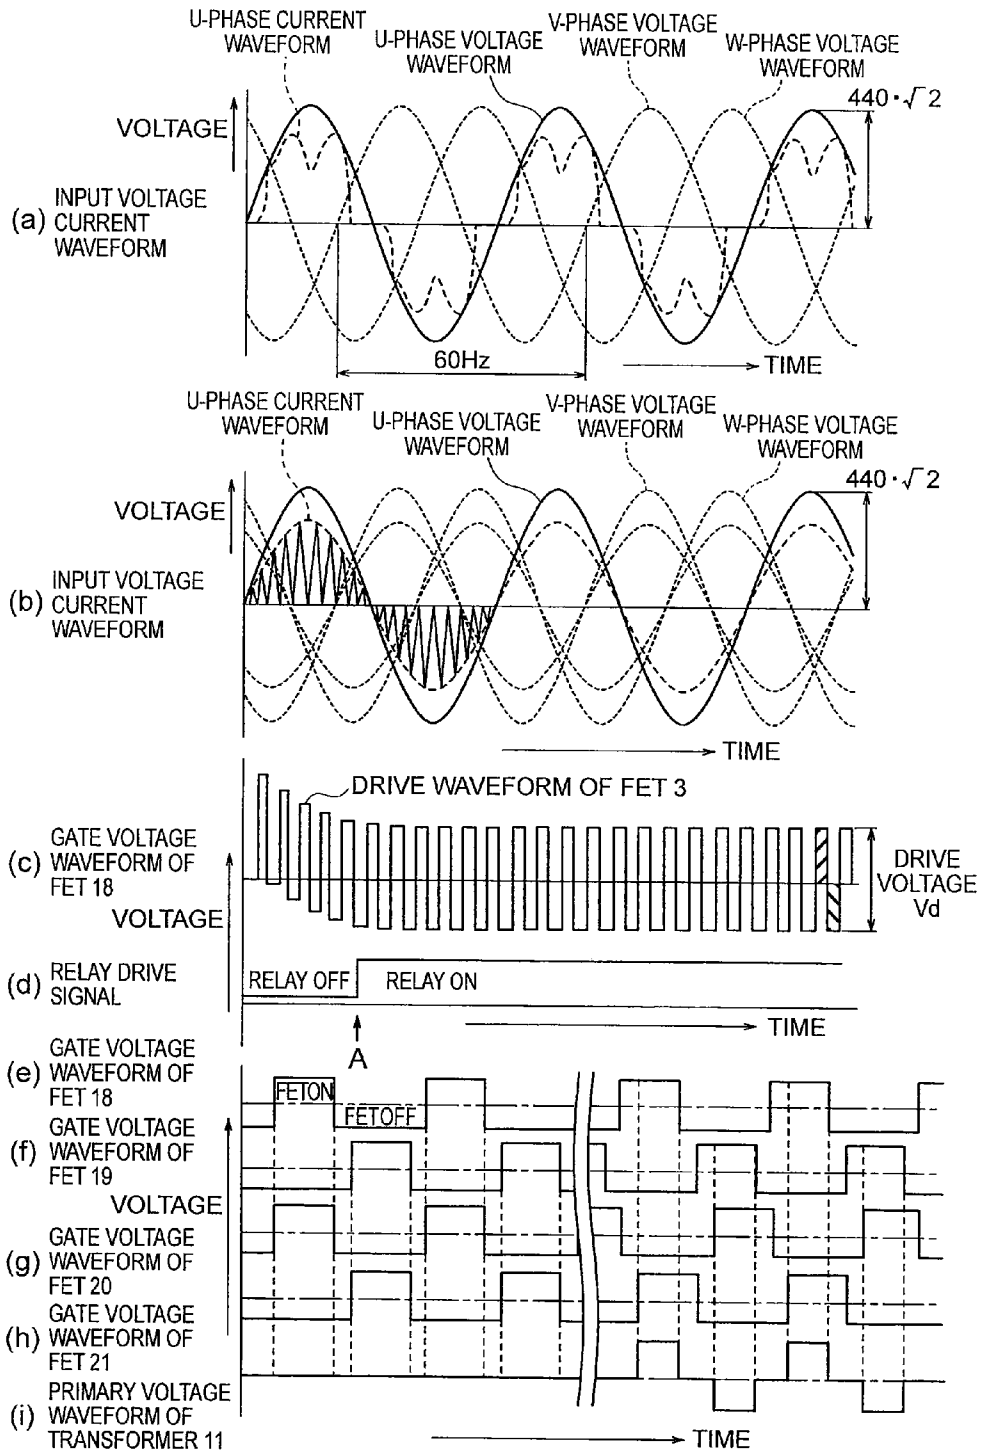 U-PHASE CURRENT
WAVEFORM
U-PHASE VOLTAGE
WAVEFORM
V-PHASE VOLTAGE
WAVEFORM
W-PHASE VOLTAGE
WAVEFORM
440・√2
VOLTAGE
(a) INPUT VOLTAGE
CURRENT
WAVEFORM
60Hz
TIME
U-PHASE CURRENT
WAVEFORM
U-PHASE VOLTAGE
WAVEFORM
V-PHASE VOLTAGE
WAVEFORM
W-PHASE VOLTAGE
WAVEFORM
440・√2
VOLTAGE
(b) INPUT VOLTAGE
CURRENT
WAVEFORM
TIME
DRIVE WAVEFORM OF FET 3
(c) GATE VOLTAGE
WAVEFORM OF
FET 18
DRIVE
VOLTAGE
Vd
VOLTAGE
(d) RELAY DRIVE
SIGNAL
RELAY OFF
RELAY ON
TIME
A
(e) GATE VOLTAGE
WAVEFORM OF
FET 18
FETON
FETOFF
(f) GATE VOLTAGE
WAVEFORM OF
FET 19
VOLTAGE
(g) GATE VOLTAGE
WAVEFORM OF
FET 20
(h) GATE VOLTAGE
WAVEFORM OF
FET 21
(i) PRIMARY VOLTAGE
WAVEFORM OF
TRANSFORMER 11
TIME